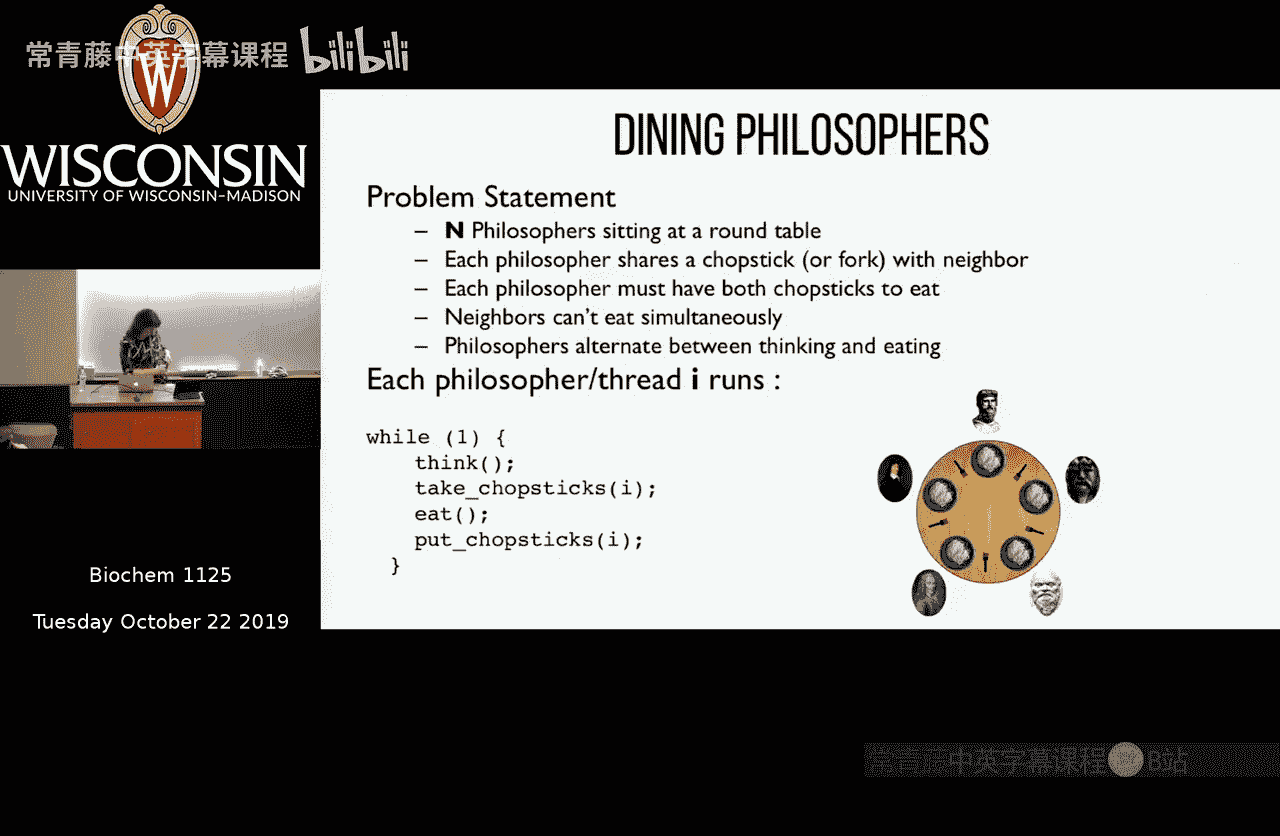 常青藤中英字幕课程 bilibili
W
WISCONSIN
UNIVERSITY OF WISCONSIN-MADISON
DINING PHILOSOPHERS
Problem Statement
– N Philosophers sitting at a round table
– Each philosopher shares a chopstick (or fork) with neighbor
– Each philosopher must have both chopsticks to eat
– Neighbors can't eat simultaneously
– Philosophers alternate between thinking and eating
Each philosopher/thread i runs :
while (1) {
think();
take_chopsticks(i);
eat();
put_chopsticks(i);
}
Biochem 1125
Tuesday October 22 2019
常青藤中英字幕课程 B站